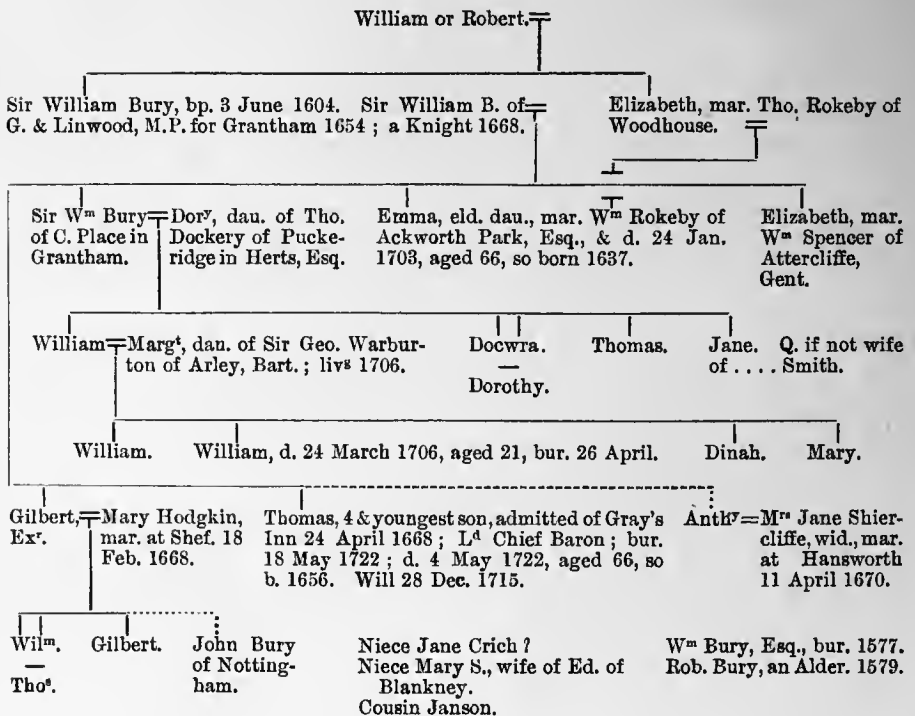 William or Robert.
Sir William Bury, bp. 3 June 1604. Sir William B. of
G. & Linwood, M.P. for Grantham 1654 ; a Knight 1668.
Elizabeth, mar. Tho. Rokeby of
Woodhouse.
Sir Wm Bury
of C. Place in
Grantham.
Dory, dau. of Tho.
Dockery of Pucke-
ridge in Herts, Esq.
Emma, eld. dau., mar. Wm Rokeby of
Ackworth Park, Esq., & d. 24 Jan.
1703, aged 66, so born 1637.
Elizabeth, mar.
Wm Spencer of
Attercliffe,
Gent.
William
Margt, dau. of Sir Geo. Warbur-
ton of Arley, Bart. ; livg 1706.
Docwra.
—
Dorothy.
Thomas.
Jane. Q. if not wife
of .... Smith.
William.
William, d. 24 March 1706, aged 21, bur. 26 April.
Dinah.
Mary.
Gilbert,
Exr.
Mary Hodgkin,
mar. at Shef. 18
Feb. 1668.
Thomas, 4 & youngest son, admitted of Gray's
Inn 24 April 1668 ; Ld Chief Baron ; bur.
18 May 1722 ; d. 4 May 1722, aged 66, so
b. 1656. Will 28 Dec. 1715.
Anthy
Mrs Jane Shier-
cliffe, wid., mar.
at Hansworth
11 April 1670.
Wilm.
—
Thos.
Gilbert.
John Bury
of Notting-
ham.
Niece Jane Crich ?
Niece Mary S., wife of Ed. of
Blankney.
Cousin Janson.
Wm Bury, Esq., bur. 1577.
Rob. Bury, an Alder. 1579.